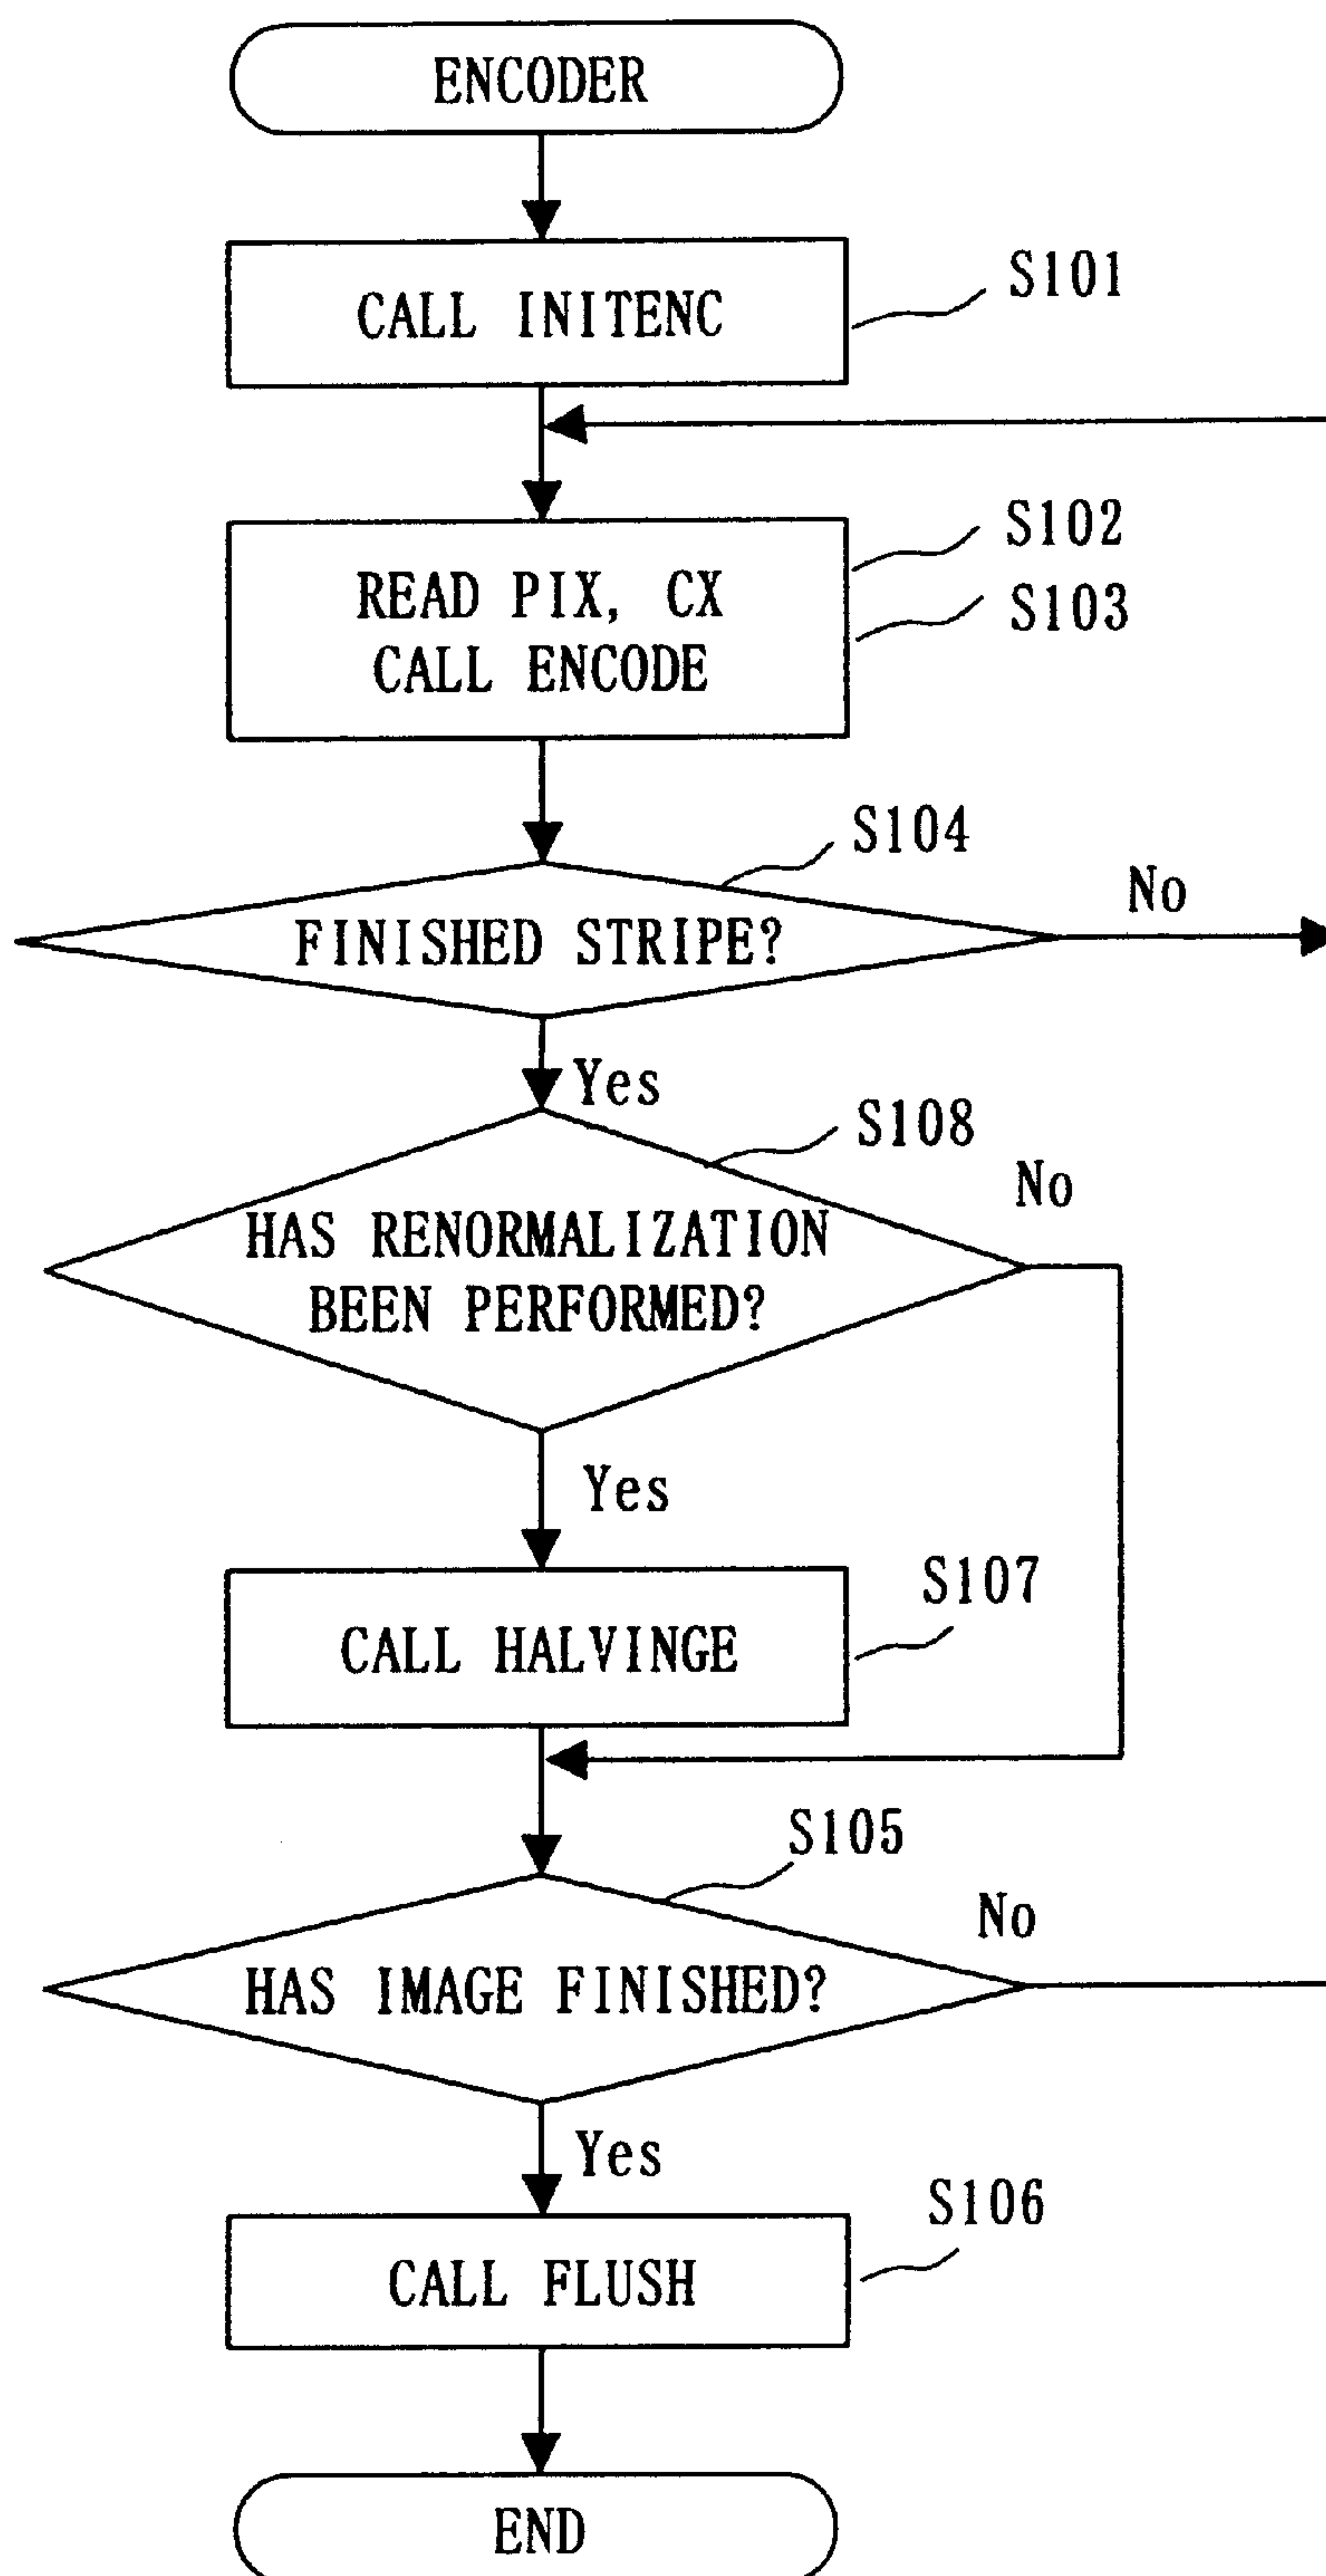 ENCODER
CALL INITENC
S101
READ PIX, CX
CALL ENCODE
S102
S103
S104
FINISHED STRIPE?
No
Yes
S108
HAS RENORMALIZATION
BEEN PERFORMED?
No
Yes
S107
CALL HALVINGE
S105
HAS IMAGE FINISHED?
No
Yes
S106
CALL FLUSH
END